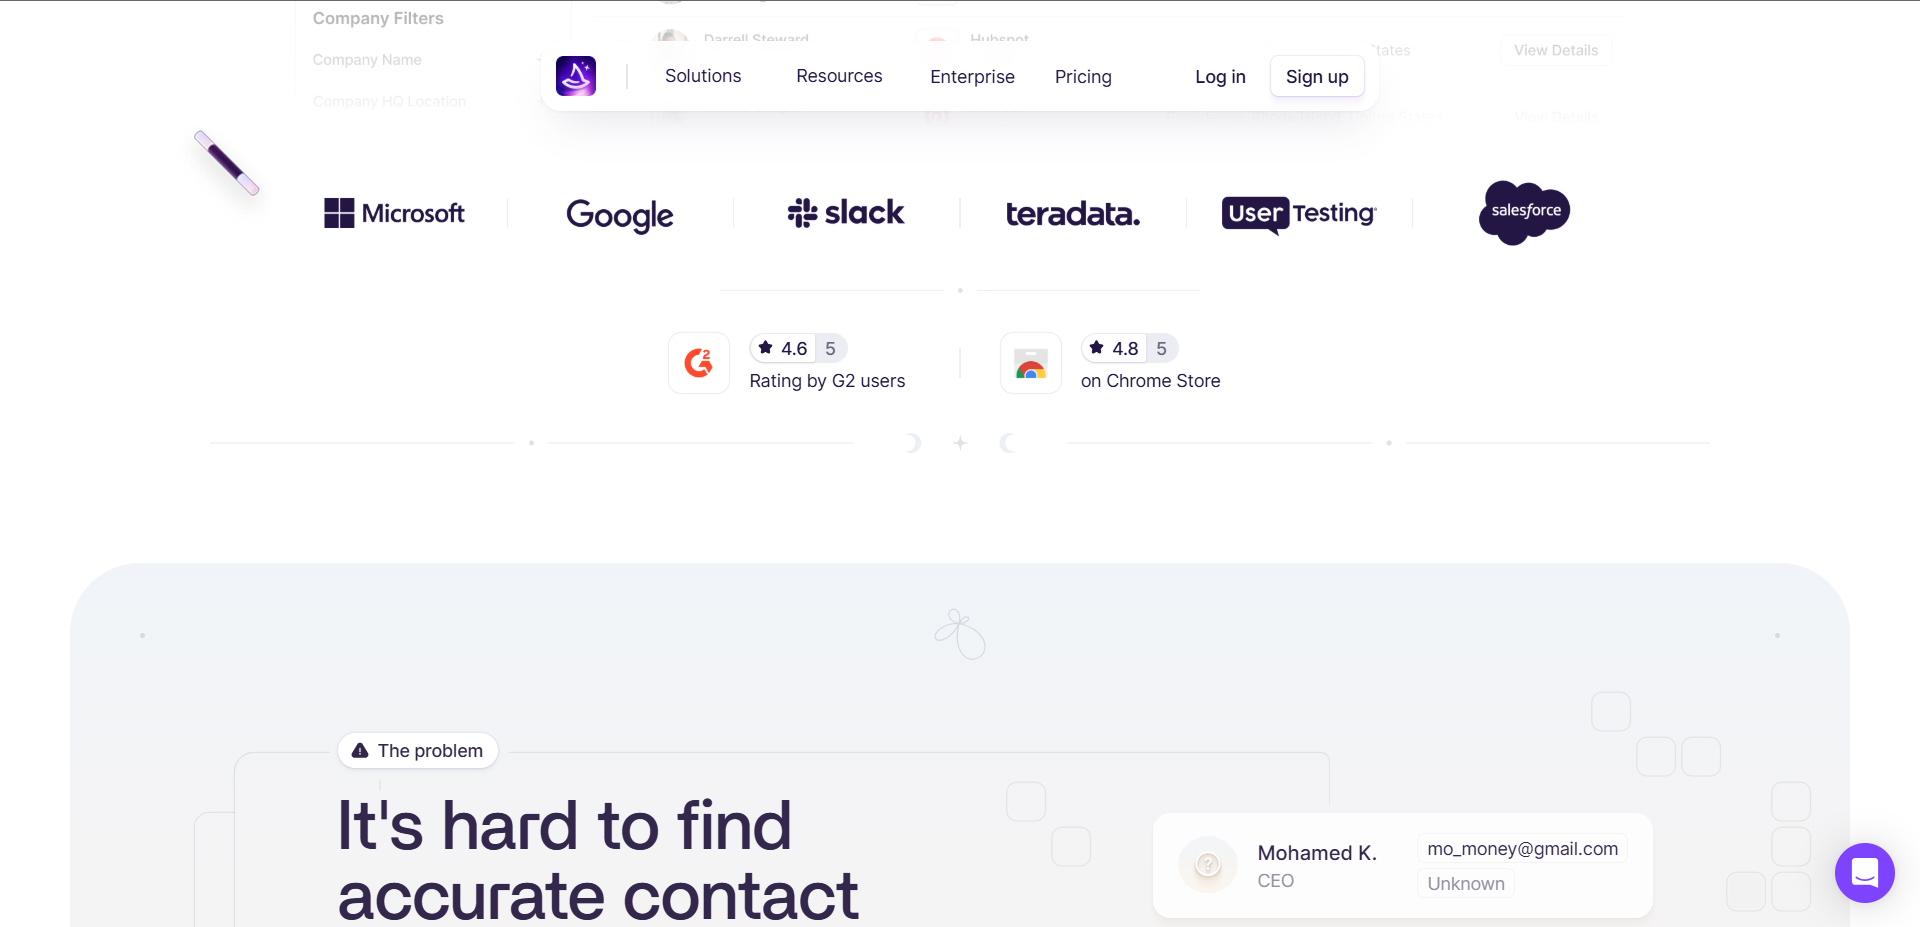 Company Filters
Darrell Steward
Hubspot
Company Name
States
View Details
Solutions
Resources
Enterprise
Pricing
Log in
Sign up
Company HQ Location
View Details
Microsoft
Google
slack
teradata.
UserTesting
salesforce
4.6 5
Rating by G2 users
4.8 5
on Chrome Store
The problem
It's hard to find
accurate contact
Mohamed K.
CEO
mo_money@gmail.com
Unknown